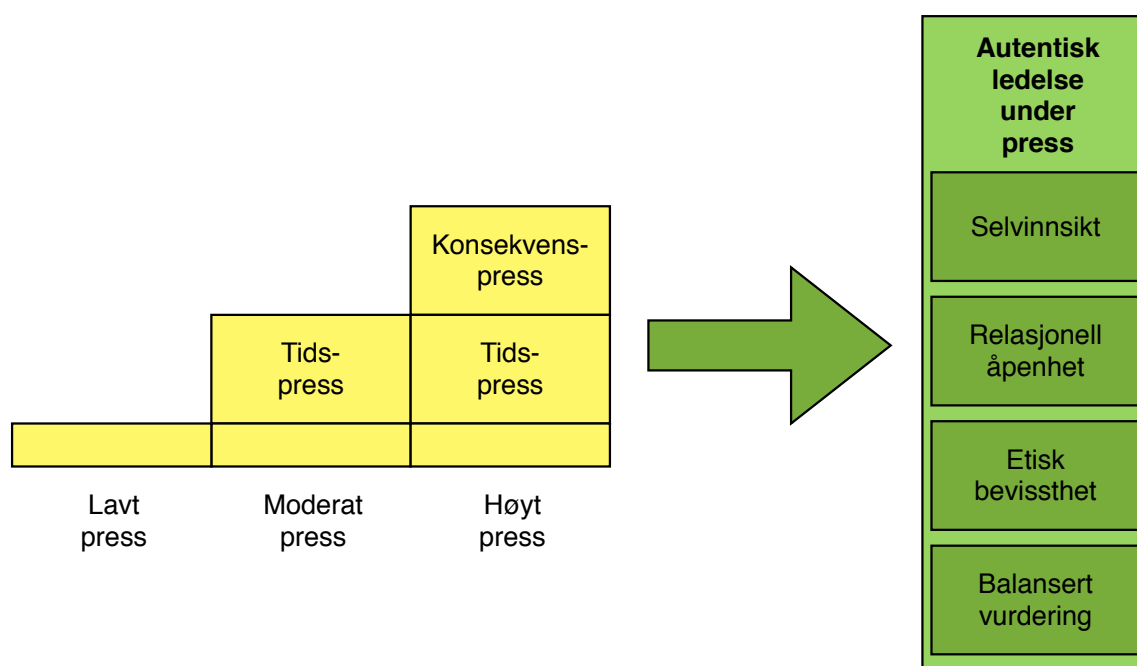 Autentisk
ledelse
under
press
Selvinnsikt
Konsekvens-
press
Relasjonell
åpenhet
Tids-
press
Tids-
press
Etisk
bevissthet
Lavt
press
Moderat
press
Høyt
press
Balansert
vurdering